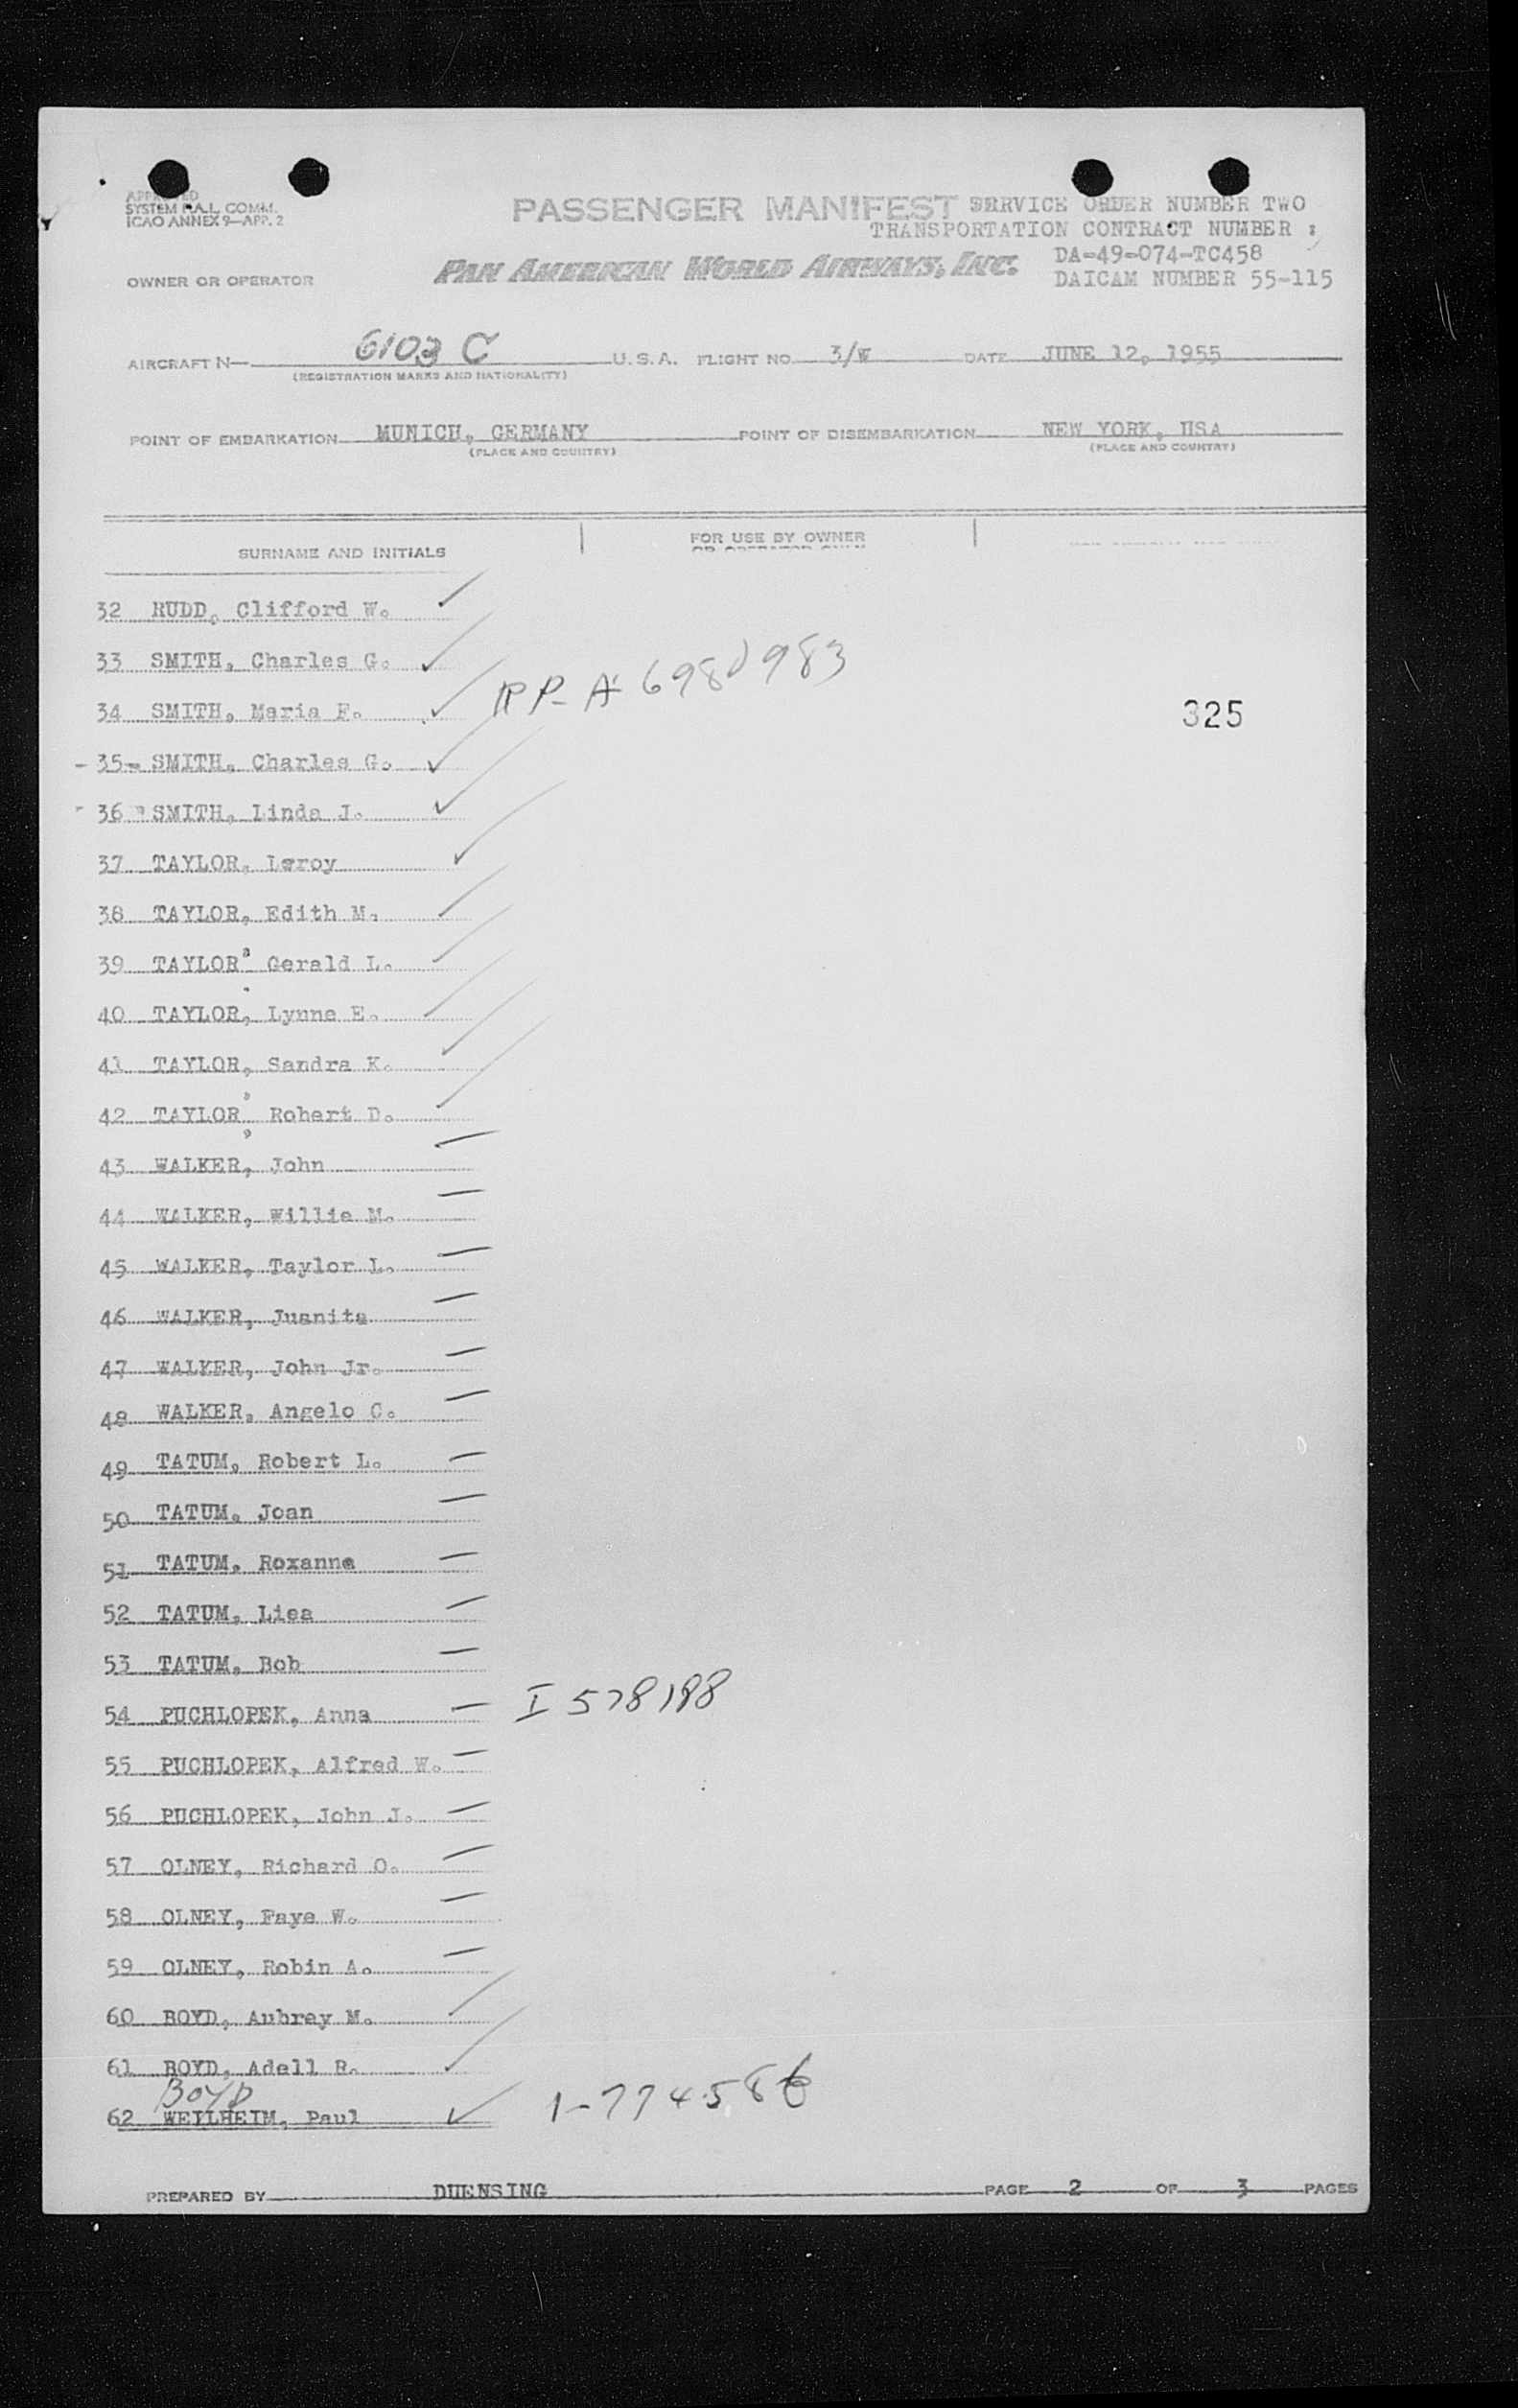 APPROVED
SYSTEM P.A.L. COMM.
ICAO ANNEX 9—APP. 2
PASSENGER MANIFEST SERVICE ORDER NUMBER TWO
TRANSPORTATION CONTRACT NUMBER :
DA-49-074-TC458
DAICAM NUMBER 55-115
OWNER OR OPERATOR PAN AMERICAN WORLD AIRWAYS, INC.
AIRCRAFT N— 6103 C U. S. A. FLIGHT NO. 3/W DATE JUNE 12, 1955
(REGISTRATION MARKS AND NATIONALITY)
POINT OF EMBARKATION MUNICH, GERMANY POINT OF DISEMBARKATION NEW YORK, USA
(PLACE AND COUNTRY) (PLACE AND COUNTRY)
SURNAME AND INITIALS FOR USE BY OWNER
OR OPERATOR ONLY
32 RUDD, Clifford W.
33 SMITH, Charles G.
34 SMITH, Maria F. RP-A 6980983
325
- 35- SMITH, Charles G.
- 36 SMITH, Linda J.
37 TAYLOR, Leroy
38 TAYLOR, Edith M.
39 TAYLOR, Gerald L.
40 TAYLOR, Lynne E.
41 TAYLOR, Sandra K.
42 TAYLOR, Robert D.
43 WALKER, John
44 WALKER, Willie M.
45 WALKER, Taylor L.
46 WALKER, Juanita
47 WALKER, John Jr.
48 WALKER, Angelo C.
49 TATUM, Robert L.
50 TATUM, Joan
51 TATUM, Roxanne
52 TATUM, Lisa
53 TATUM, Bob
54 PUCHLOPEK, Anna I 578188
55 PUCHLOPEK, Alfred W.
56 PUCHLOPEK, John J.
57 OLNEY, Richard O.
58 OLNEY, Faye W.
59 OLNEY, Robin A.
60 BOYD, Aubrey M.
61 BOYD, Adell R.
BOYD
62 WEILHEIM, Paul 1-774586
PREPARED BY DUENSING PAGE 2 OF 3 PAGES